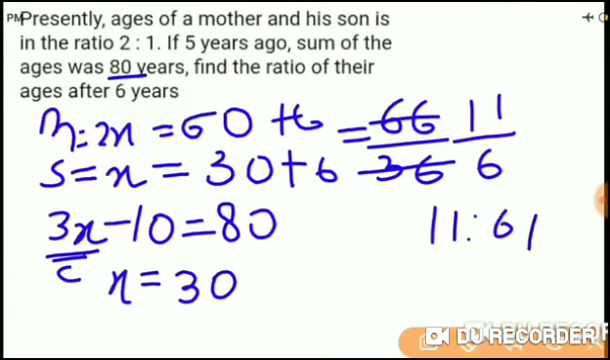 PM
Presently, ages of a mother and his son is
in the ratio 2 : 1. If 5 years ago, sum of the
ages was 80 years, find the ratio of their
ages after 6 years
m=2x = 60 +6 = 66 11
s=x = 30+6 36 6
3x-10=80
11:6
x=30
DU RECORDER